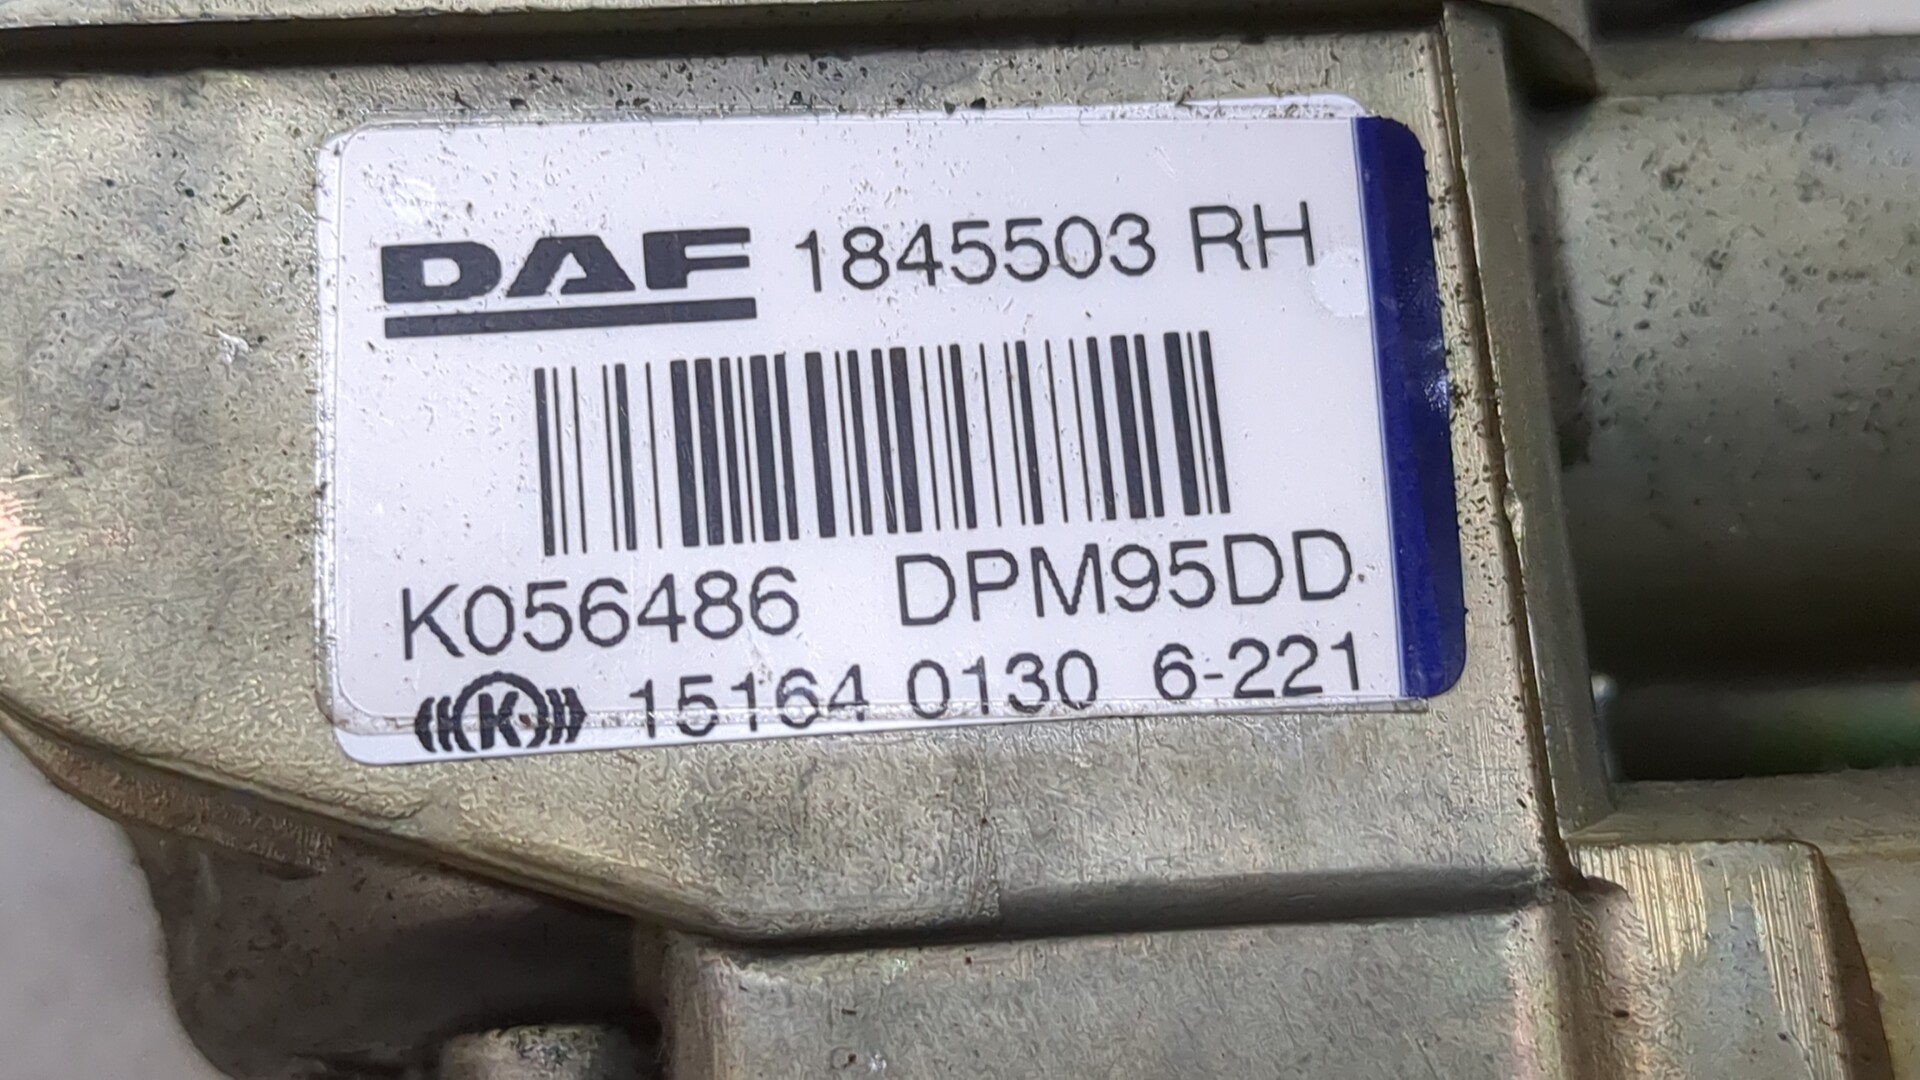 DAF 1845503 RH
K056486 DPM95DD
(((K))) 15164 0130 6-221